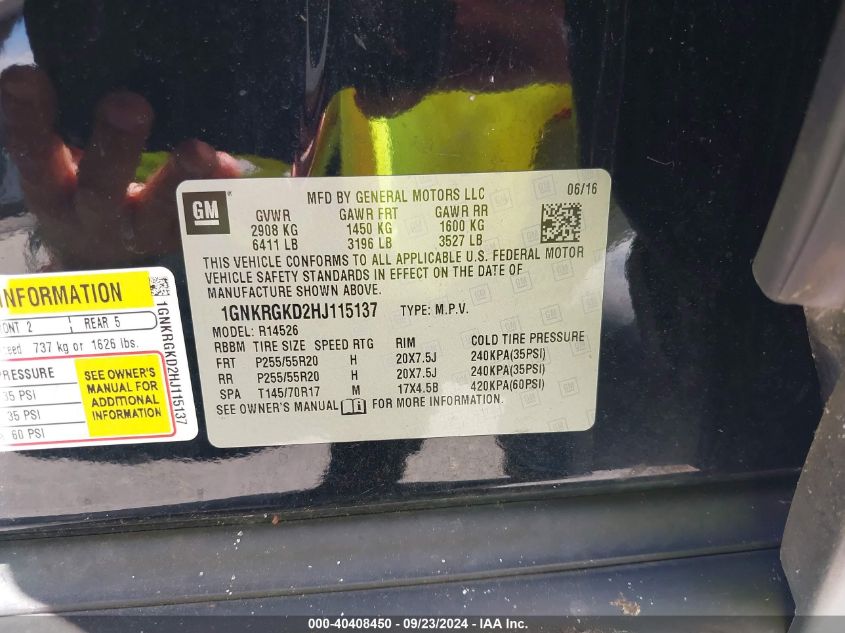 GM
MFD BY GENERAL MOTORS LLC 06/16
GVWR GAWR FRT GAWR RR
2908 KG 1450 KG 1600 KG
6411 LB 3196 LB 3527 LB
THIS VEHICLE CONFORMS TO ALL APPLICABLE U.S. FEDERAL MOTOR
VEHICLE SAFETY STANDARDS IN EFFECT ON THE DATE OF
MANUFACTURE SHOWN ABOVE.
1GNKRGKD2HJ115137 TYPE: M.P.V.
MODEL: R14526
RBBM TIRE SIZE SPEED RTG RIM COLD TIRE PRESSURE
FRT P255/55R20 H 20X7.5J 240KPA(35PSI)
RR P255/55R20 H 20X7.5J 240KPA(35PSI)
SPA T145/70R17 M 17X4.5B 420KPA(60PSI)
SEE OWNER'S MANUAL FOR MORE INFORMATION.
INFORMATION
ONT 2 REAR 5
ceed 737 kg or 1626 lbs.
PRESSURE
35 PSI
35 PSI
60 PSI
SEE OWNER'S
MANUAL FOR
ADDITIONAL
INFORMATION
1GNKRGKD2HJ115137
000-40408450 - 09/23/2024 - IAA Inc.